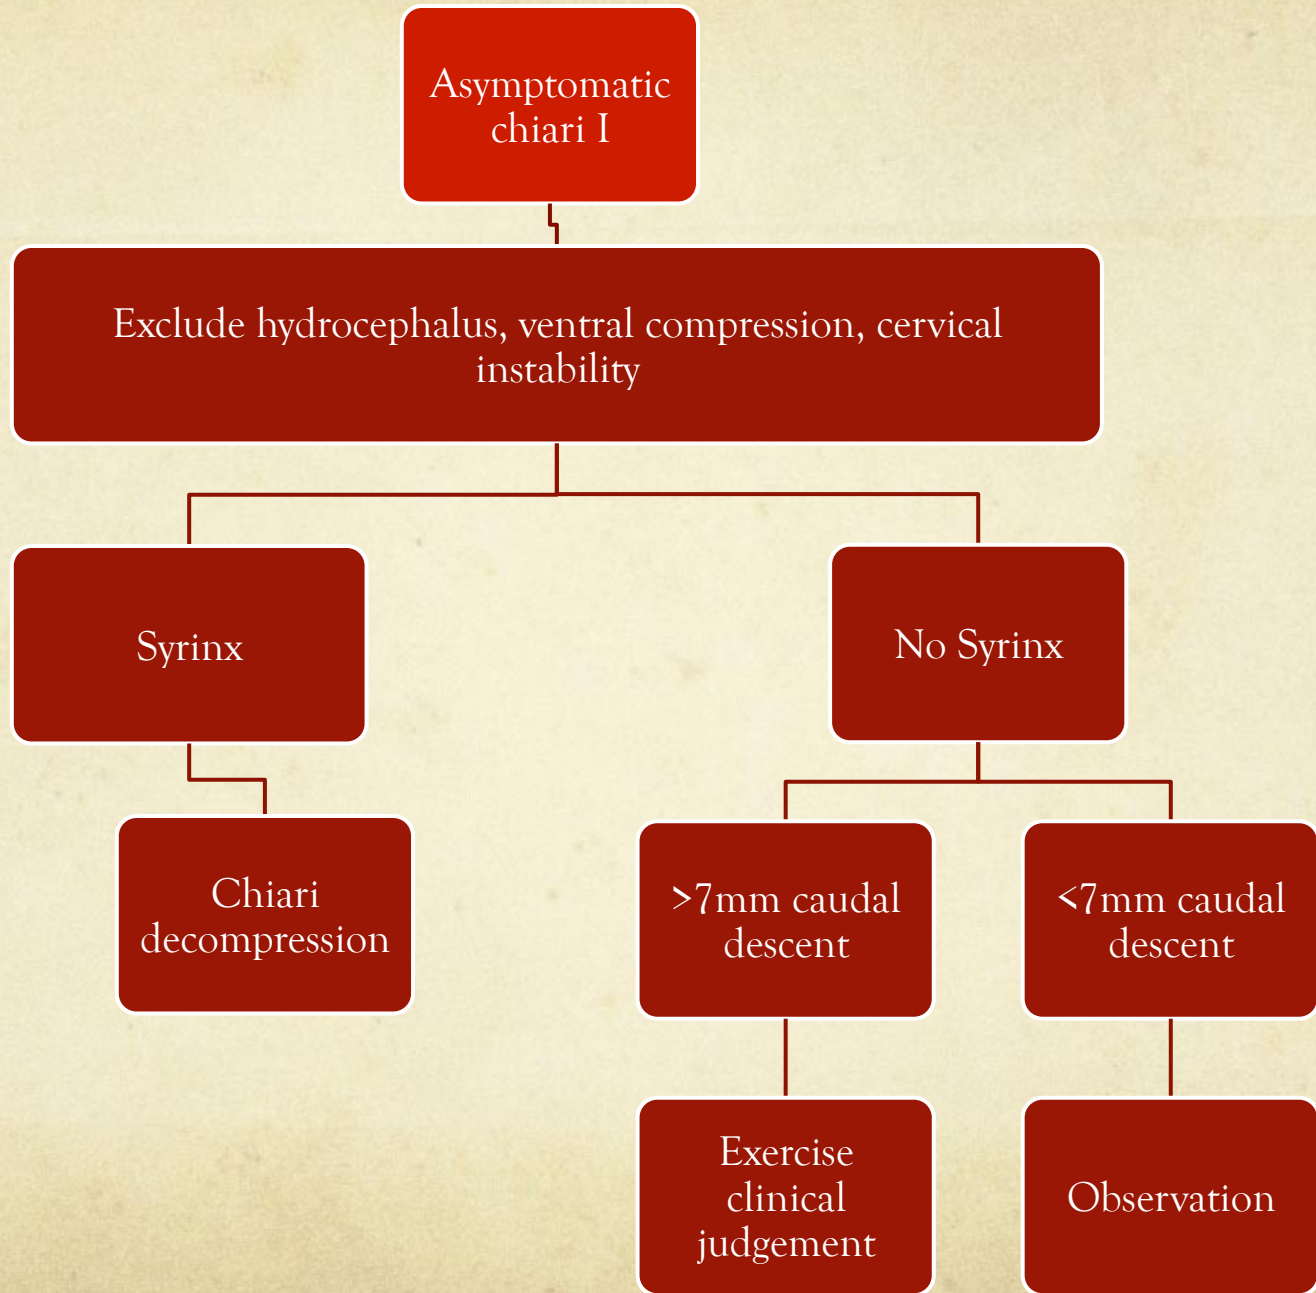 Asymptomatic
chiari I
Exclude hydrocephalus, ventral compression, cervical
instability
Syrinx
No Syrinx
Chiari
decompression
>7mm caudal
descent
<7mm caudal
descent
Exercise
clinical
judgement
Observation